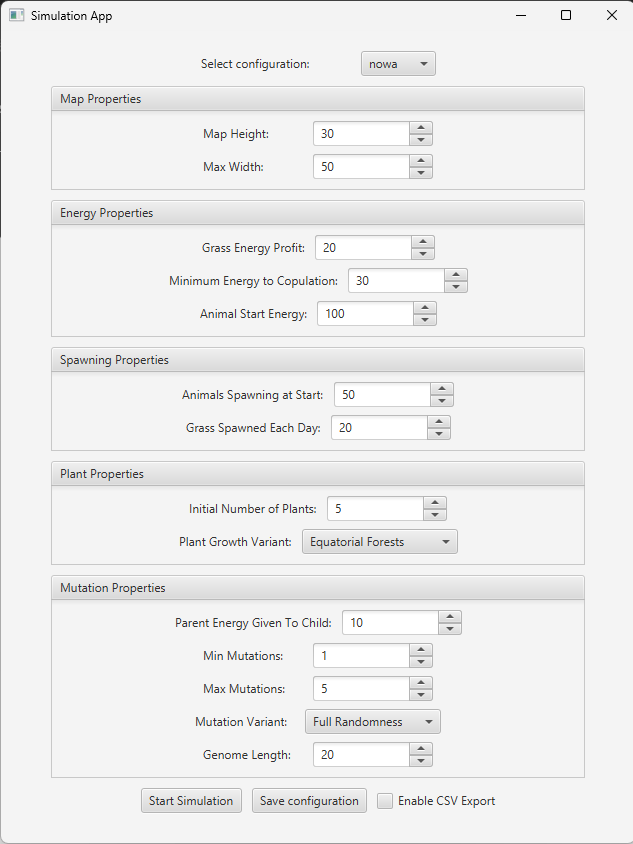 Simulation App
Select configuration: nowa
Map Properties
Map Height: 30
Max Width: 50
Energy Properties
Grass Energy Profit: 20
Minimum Energy to Copulation: 30
Animal Start Energy: 100
Spawning Properties
Animals Spawning at Start: 50
Grass Spawned Each Day: 20
Plant Properties
Initial Number of Plants: 5
Plant Growth Variant: Equatorial Forests
Mutation Properties
Parent Energy Given To Child: 10
Min Mutations: 1
Max Mutations: 5
Mutation Variant: Full Randomness
Genome Length: 20
Start Simulation Save configuration Enable CSV Export